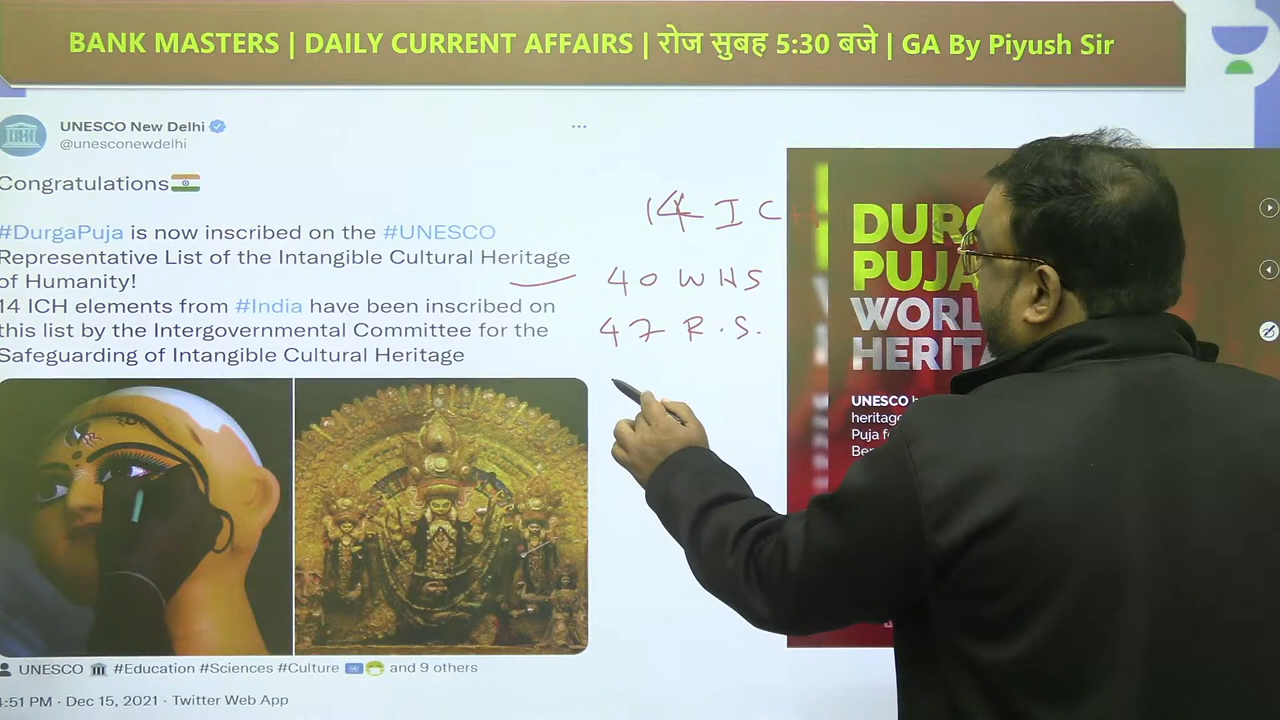 BANK MASTERS | DAILY CURRENT AFFAIRS | रोज सुबह 5:30 बजे | GA By Piyush Sir
UNESCO New Delhi
@unesconewdelhi
Congratulations
#DurgaPuja is now inscribed on the #UNESCO
Representative List of the Intangible Cultural Heritage
of Humanity!
14 ICH elements from #India have been inscribed on
this list by the Intergovernmental Committee for the
Safeguarding of Intangible Cultural Heritage
UNESCO #Education #Sciences #Culture and 9 others
4:51 PM · Dec 15, 2021 · Twitter Web App
14 I C
40 WHS
47 R.S.
DURG
PUJA
WORL
HERITA
UNESCO
heritage
Puja